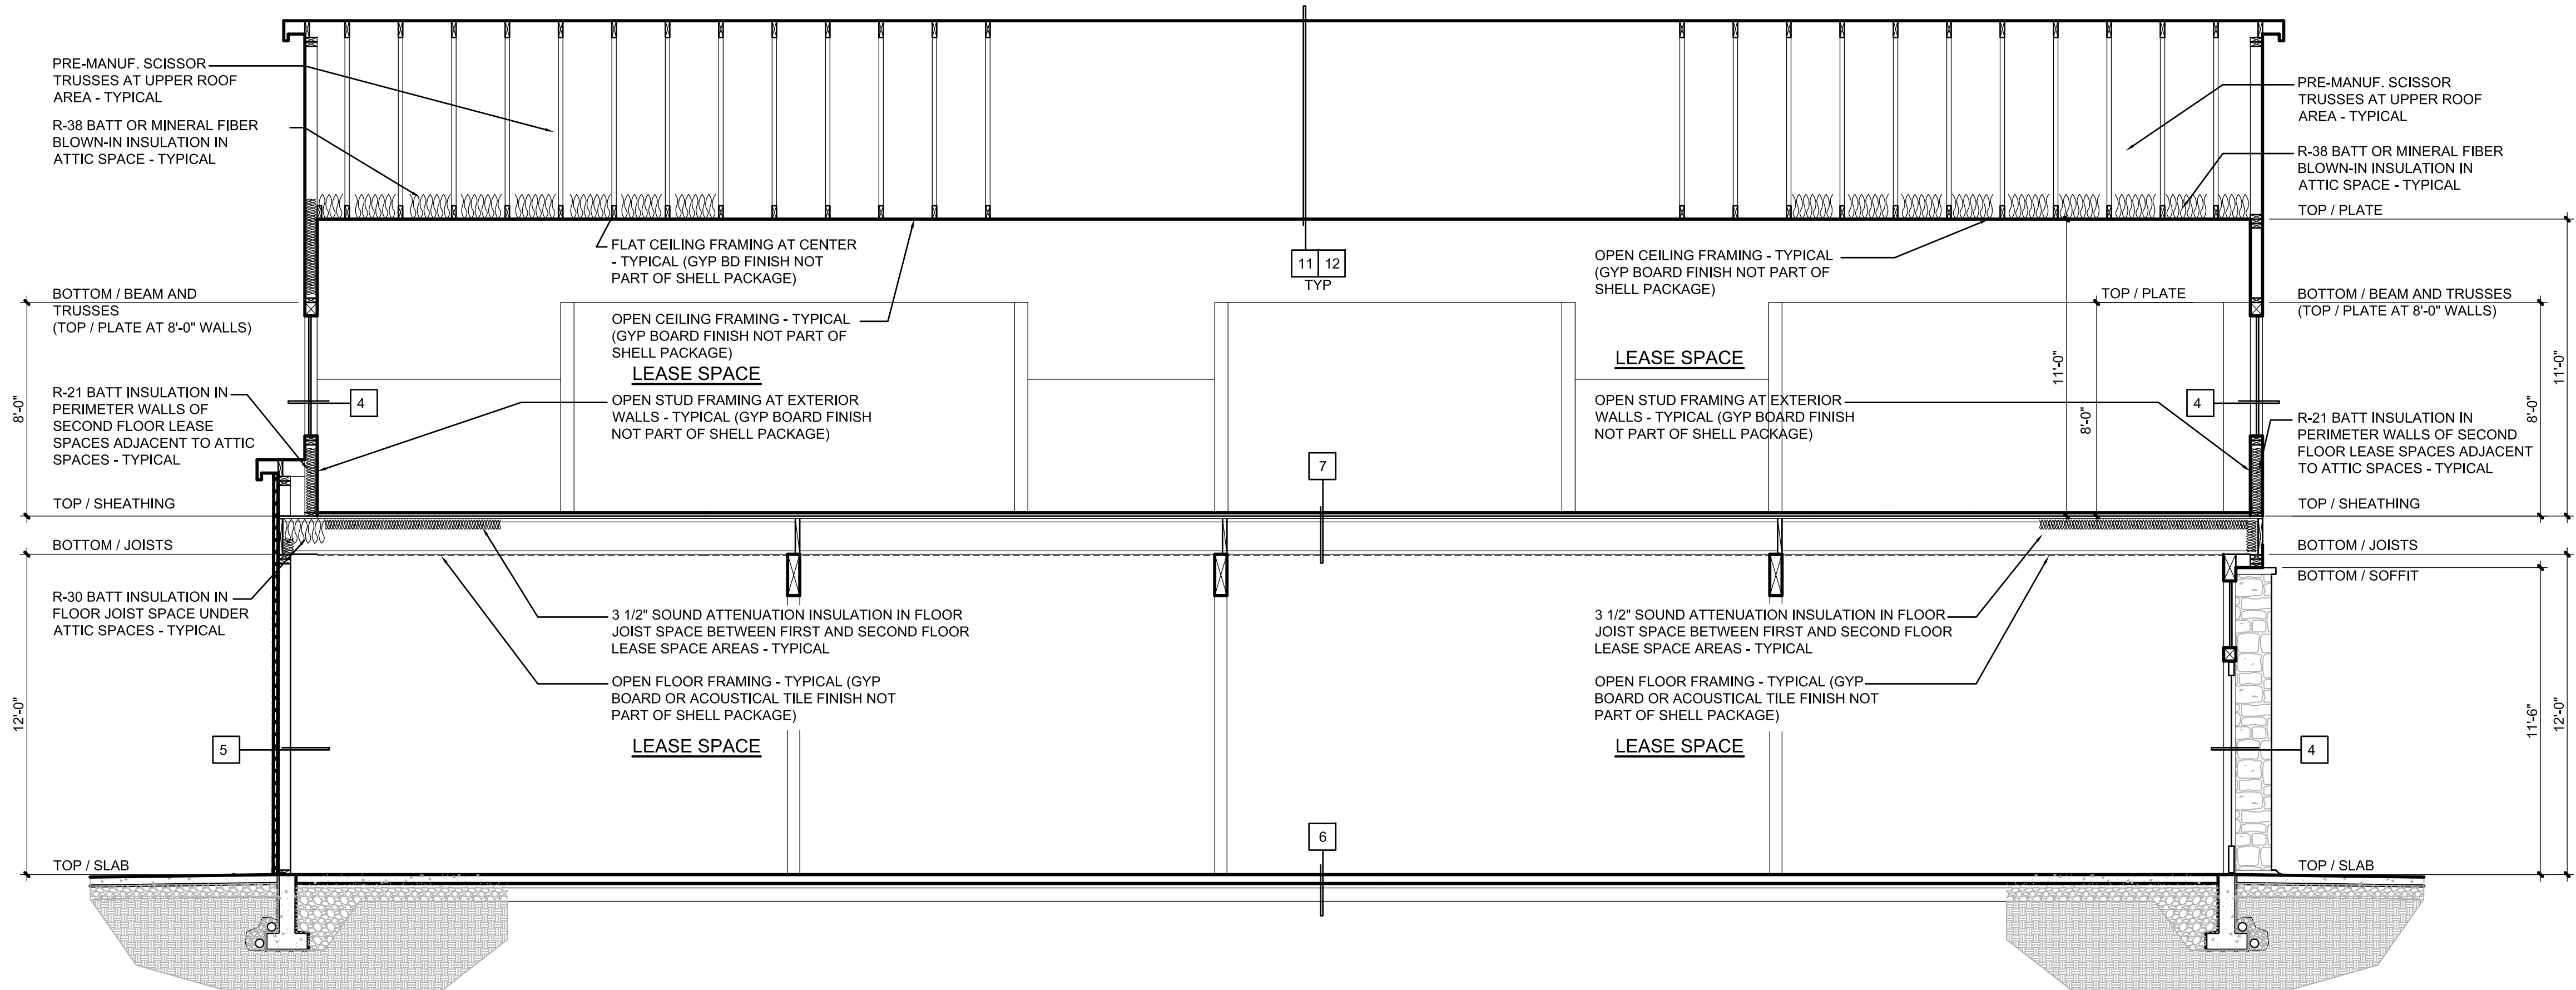 PRE-MANUF. SCISSOR
TRUSSES AT UPPER ROOF
AREA - TYPICAL
R-38 BATT OR MINERAL FIBER
BLOWN-IN INSULATION IN
ATTIC SPACE - TYPICAL
BOTTOM / BEAM AND
TRUSSES
(TOP / PLATE AT 8'-0" WALLS)
8'-0"
R-21 BATT INSULATION IN
PERIMETER WALLS OF
SECOND FLOOR LEASE
SPACES ADJACENT TO ATTIC
SPACES - TYPICAL
TOP / SHEATHING
BOTTOM / JOISTS
R-30 BATT INSULATION IN
FLOOR JOIST SPACE UNDER
ATTIC SPACES - TYPICAL
12'-0"
5
TOP / SLAB
4
FLAT CEILING FRAMING AT CENTER
- TYPICAL (GYP BD FINISH NOT
PART OF SHELL PACKAGE)
OPEN CEILING FRAMING - TYPICAL
(GYP BOARD FINISH NOT PART OF
SHELL PACKAGE)
LEASE SPACE
OPEN STUD FRAMING AT EXTERIOR
WALLS - TYPICAL (GYP BOARD FINISH
NOT PART OF SHELL PACKAGE)
3 1/2" SOUND ATTENUATION INSULATION IN FLOOR
JOIST SPACE BETWEEN FIRST AND SECOND FLOOR
LEASE SPACE AREAS - TYPICAL
OPEN FLOOR FRAMING - TYPICAL (GYP
BOARD OR ACOUSTICAL TILE FINISH NOT
PART OF SHELL PACKAGE)
LEASE SPACE
11 12
TYP
7
6
OPEN CEILING FRAMING - TYPICAL
(GYP BOARD FINISH NOT PART OF
SHELL PACKAGE)
LEASE SPACE
OPEN STUD FRAMING AT EXTERIOR
WALLS - TYPICAL (GYP BOARD FINISH
NOT PART OF SHELL PACKAGE)
3 1/2" SOUND ATTENUATION INSULATION IN FLOOR
JOIST SPACE BETWEEN FIRST AND SECOND FLOOR
LEASE SPACE AREAS - TYPICAL
OPEN FLOOR FRAMING - TYPICAL (GYP
BOARD OR ACOUSTICAL TILE FINISH NOT
PART OF SHELL PACKAGE)
LEASE SPACE
TOP / PLATE
11'-0"
8'-0"
4
4
PRE-MANUF. SCISSOR
TRUSSES AT UPPER ROOF
AREA - TYPICAL
R-38 BATT OR MINERAL FIBER
BLOWN-IN INSULATION IN
ATTIC SPACE - TYPICAL
TOP / PLATE
BOTTOM / BEAM AND TRUSSES
(TOP / PLATE AT 8'-0" WALLS)
11'-0"
8'-0"
R-21 BATT INSULATION IN
PERIMETER WALLS OF SECOND
FLOOR LEASE SPACES ADJACENT
TO ATTIC SPACES - TYPICAL
TOP / SHEATHING
BOTTOM / JOISTS
BOTTOM / SOFFIT
11'-6"
12'-0"
TOP / SLAB